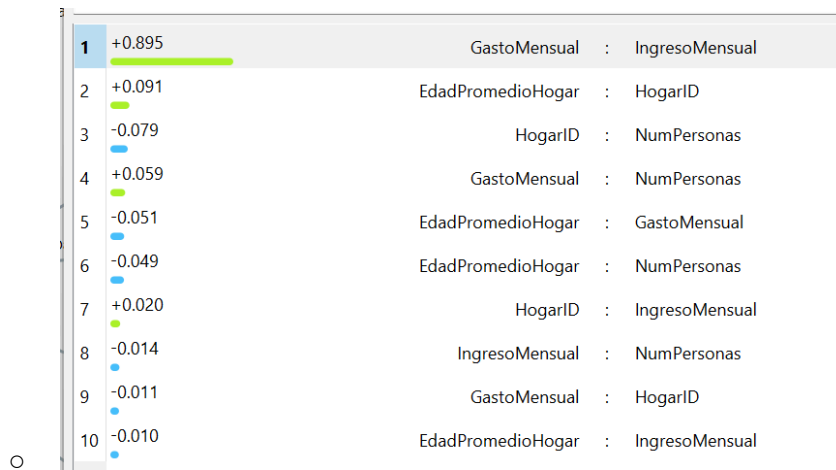 1 +0.895 GastoMensual : IngresoMensual
2 +0.091 EdadPromedioHogar : HogarID
3 -0.079 HogarID : NumPersonas
4 +0.059 GastoMensual : NumPersonas
5 -0.051 EdadPromedioHogar : GastoMensual
6 -0.049 EdadPromedioHogar : NumPersonas
7 +0.020 HogarID : IngresoMensual
8 -0.014 IngresoMensual : NumPersonas
9 -0.011 GastoMensual : HogarID
10 -0.010 EdadPromedioHogar : IngresoMensual